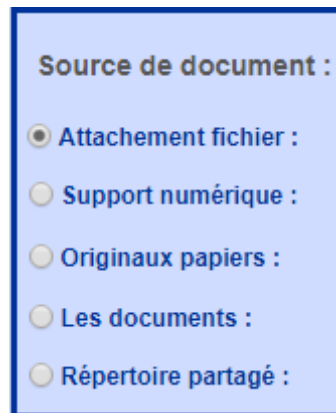 Source de document :
Attachement fichier :
Support numérique :
Originaux papiers :
Les documents :
Répertoire partagé :